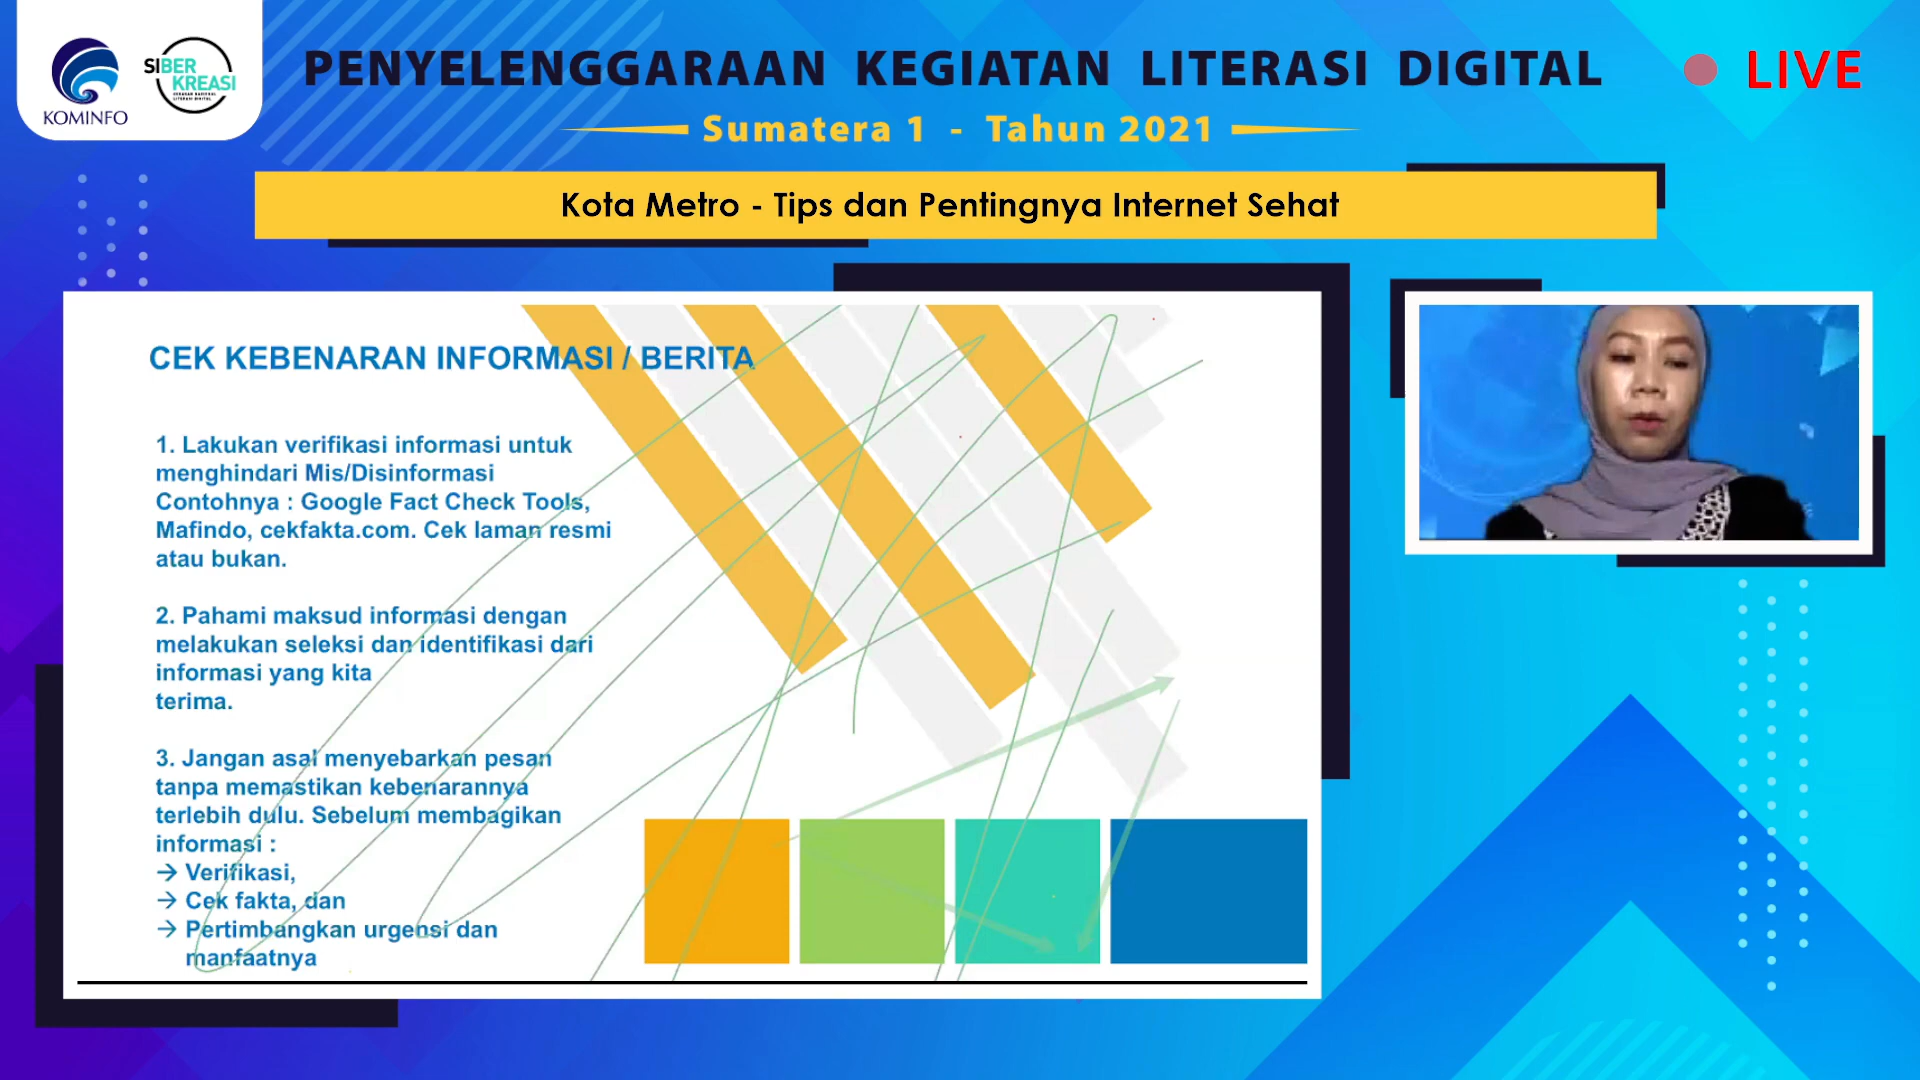 KOMINFO
SIBER
KREASI
PENYELENGGARAAN KEGIATAN LITERASI DIGITAL
LIVE
Sumatera 1 - Tahun 2021
Kota Metro - Tips dan Pentingnya Internet Sehat
CEK KEBENARAN INFORMASI / BERITA
1. Lakukan verifikasi informasi untuk
menghindari Mis/Disinformasi
Contohnya : Google Fact Check Tools,
Mafindo, cekfakta.com. Cek laman resmi
atau bukan.
2. Pahami maksud informasi dengan
melakukan seleksi dan identifikasi dari
informasi yang kita
terima.
3. Jangan asal menyebarkan pesan
tanpa memastikan kebenarannya
terlebih dulu. Sebelum membagikan
informasi :
→ Verifikasi,
→ Cek fakta, dan
→ Pertimbangkan urgensi dan
manfaatnya